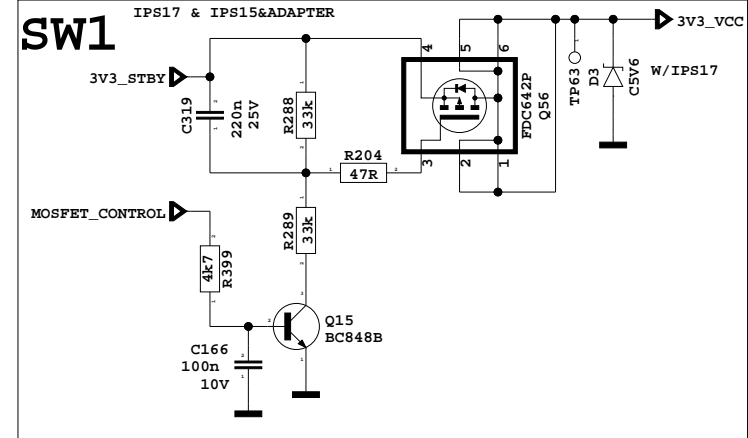 IPS17 & IPS15&ADAPTER
SW1
3V3_VCC
4
5
6
3V3_STBY
W/IPS17
C319
220n
25V
R288
33k
FDC642P
Q56
TP63
D3
C5V6
R204
47R
3
2
1
MOSFET_CONTROL
R289
33k
4k7
R399
Q15
BC848B
C166
100n
10V